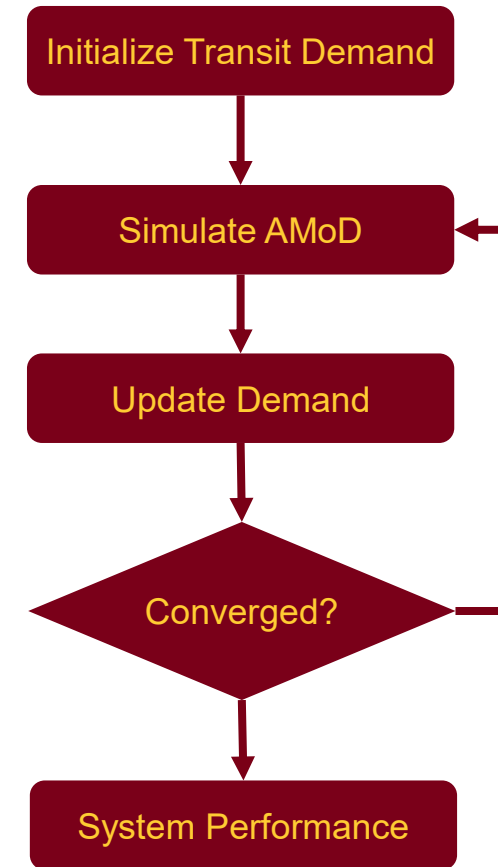 Initialize Transit Demand
Simulate AMoD
Update Demand
Converged?
System Performance